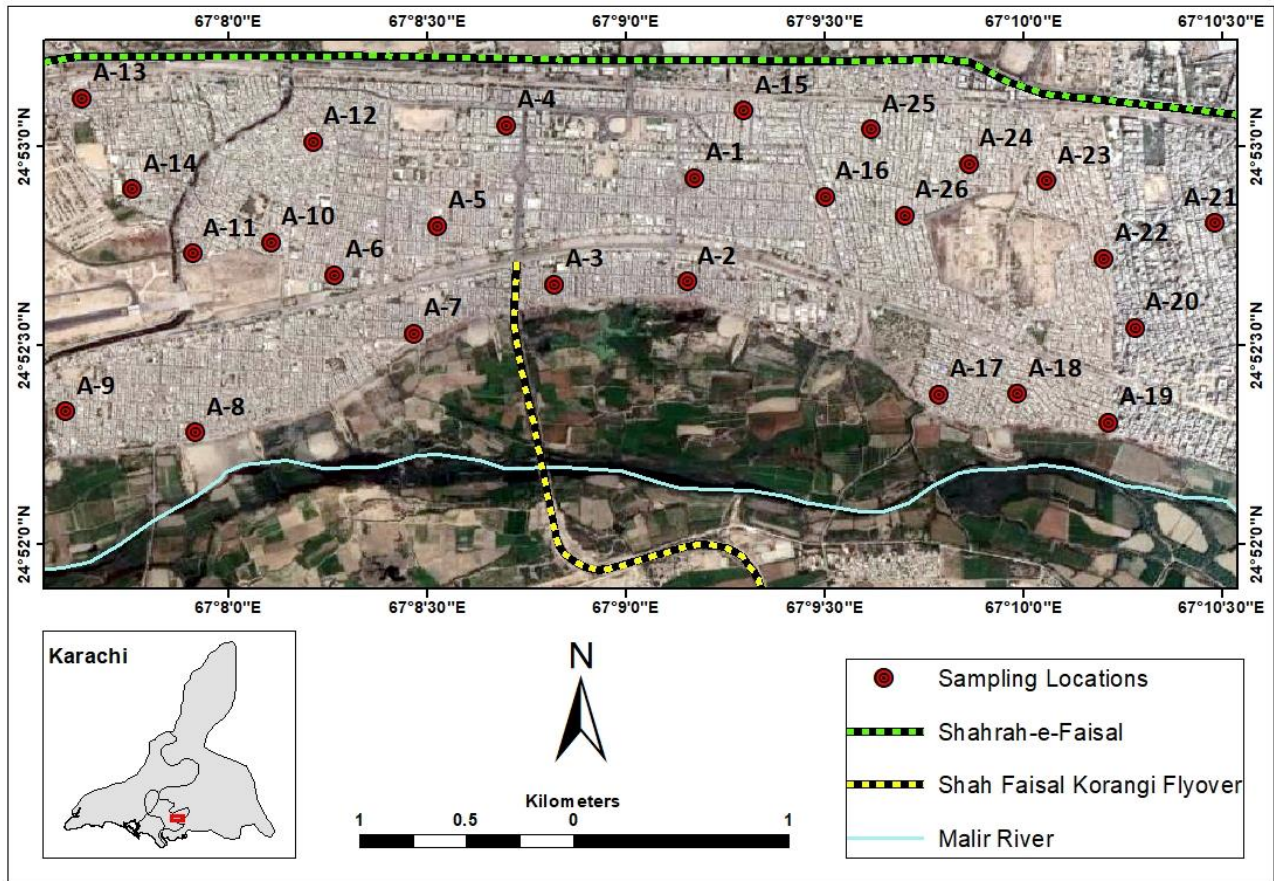 67°8'0"E 67°8'30"E 67°9'0"E 67°9'30"E 67°10'0"E 67°10'30"E
A-13
A-15
A-4
A-25
A-12
24°53'0"N
24°53'0"N
A-24
A-1
A-23
A-14
A-16
A-5
A-26
A-21
A-10
A-11
A-22
A-6
A-3
A-2
A-20
A-7
24°52'30"N
24°52'30"N
A-17
A-18
A-9
A-19
A-8
24°52'0"N
24°52'0"N
67°8'0"E 67°8'30"E 67°9'0"E 67°9'30"E 67°10'0"E 67°10'30"E
Karachi
N
Kilometers
1 0.5 0 1
Sampling Locations
Shahrah-e-Faisal
Shah Faisal Korangi Flyover
Malir River